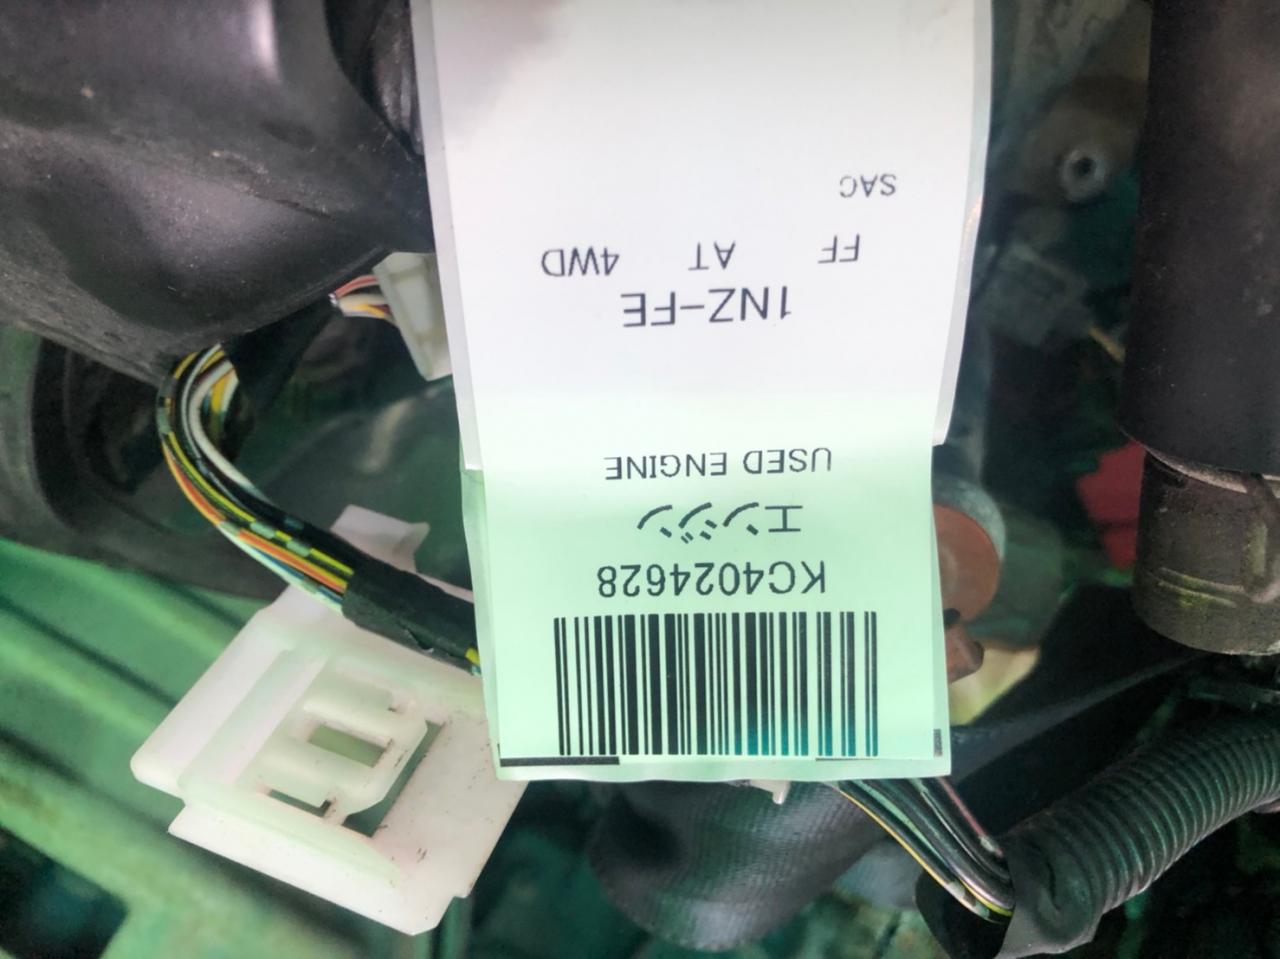 KC4024628
エンジン
USED ENGINE
1NZ-FE
FF AT 4WD
SAC